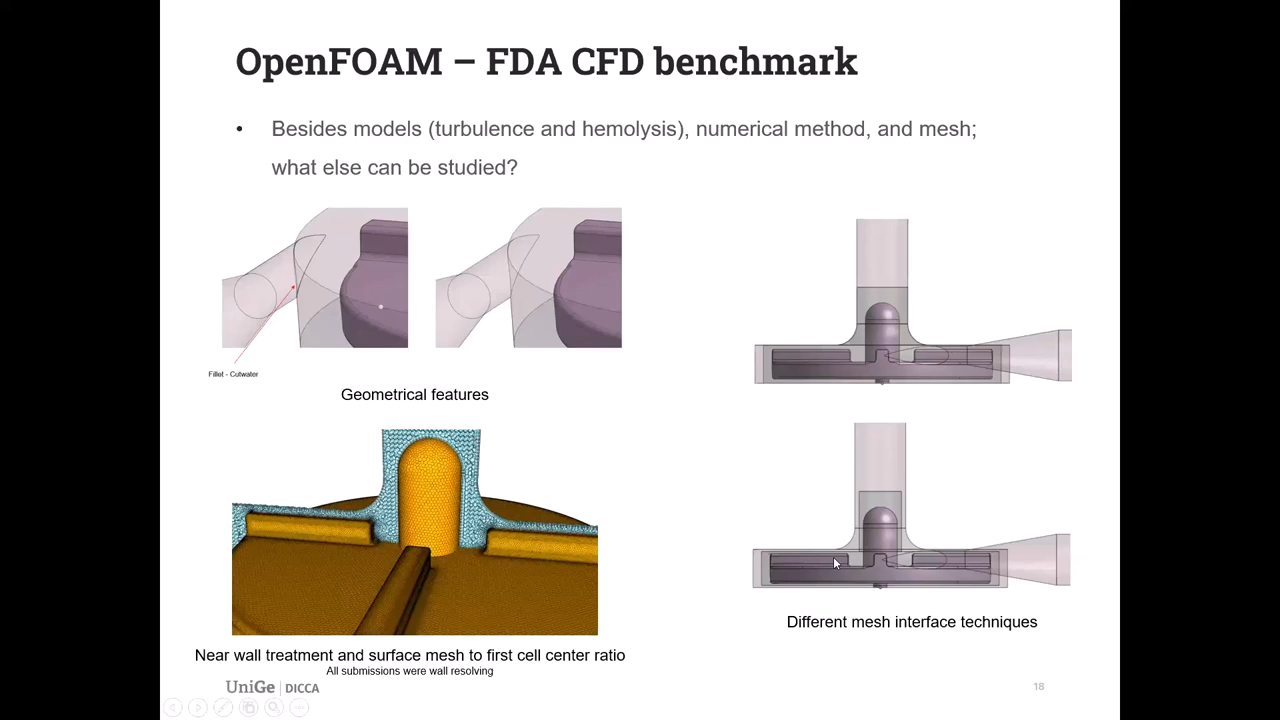 OpenFOAM – FDA CFD benchmark
• Besides models (turbulence and hemolysis), numerical method, and mesh;
what else can be studied?
Fillet - Cutwater
Geometrical features
Near wall treatment and surface mesh to first cell center ratio
All submissions were wall resolving
Different mesh interface techniques
UniGe | DICCA
18